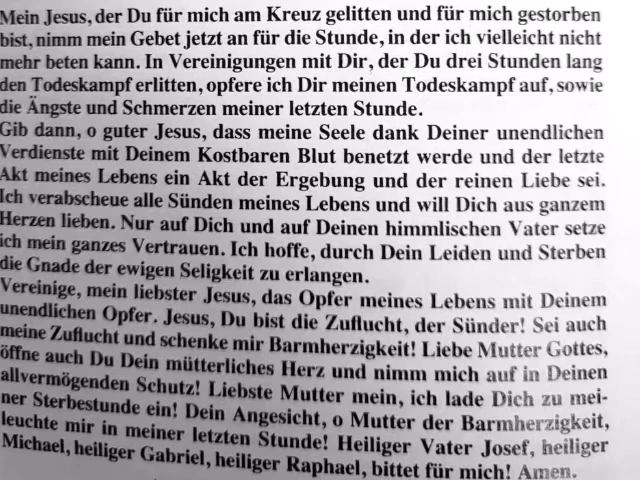 Mein Jesus, der Du für mich am Kreuz gelitten und für mich gestorben
bist, nimm mein Gebet jetzt an für die Stunde, in der ich vielleicht nicht
mehr beten kann. In Vereinigungen mit Dir, der Du drei Stunden lang
den Todeskampf erlitten, opfere ich Dir meinen Todeskampf auf, sowie
die Ängste und Schmerzen meiner letzten Stunde.
Gib dann, o guter Jesus, dass meine Seele dank Deiner unendlichen
Verdienste mit Deinem Kostbaren Blut benetzt werde und der letzte
Akt meines Lebens ein Akt der Ergebung und der reinen Liebe sei.
Ich verabscheue alle Sünden meines Lebens und will Dich aus ganzem
Herzen lieben. Nur auf Dich und auf Deinen himmlischen Vater setze
ich mein ganzes Vertrauen. Ich hoffe, durch Dein Leiden und Sterben
die Gnade der ewigen Seligkeit zu erlangen.
Vereinige, mein liebster Jesus, das Opfer meines Lebens mit Deinem
unendlichen Opfer. Jesus, Du bist die Zuflucht, der Sünder! Sei auch
meine Zuflucht und schenke mir Barmherzigkeit! Liebe Mutter Gottes,
öffne auch Du Dein mütterliches Herz und nimm mich auf in Deinen
allvermögenden Schutz! Liebste Mutter mein, ich lade Dich zu mei-
ner Sterbestunde ein! Dein Angesicht, o Mutter der Barmherzigkeit,
leuchte mir in meiner letzten Stunde! Heiliger Vater Josef, heiliger
Michael, heiliger Gabriel, heiliger Raphael, bittet für mich! Amen.